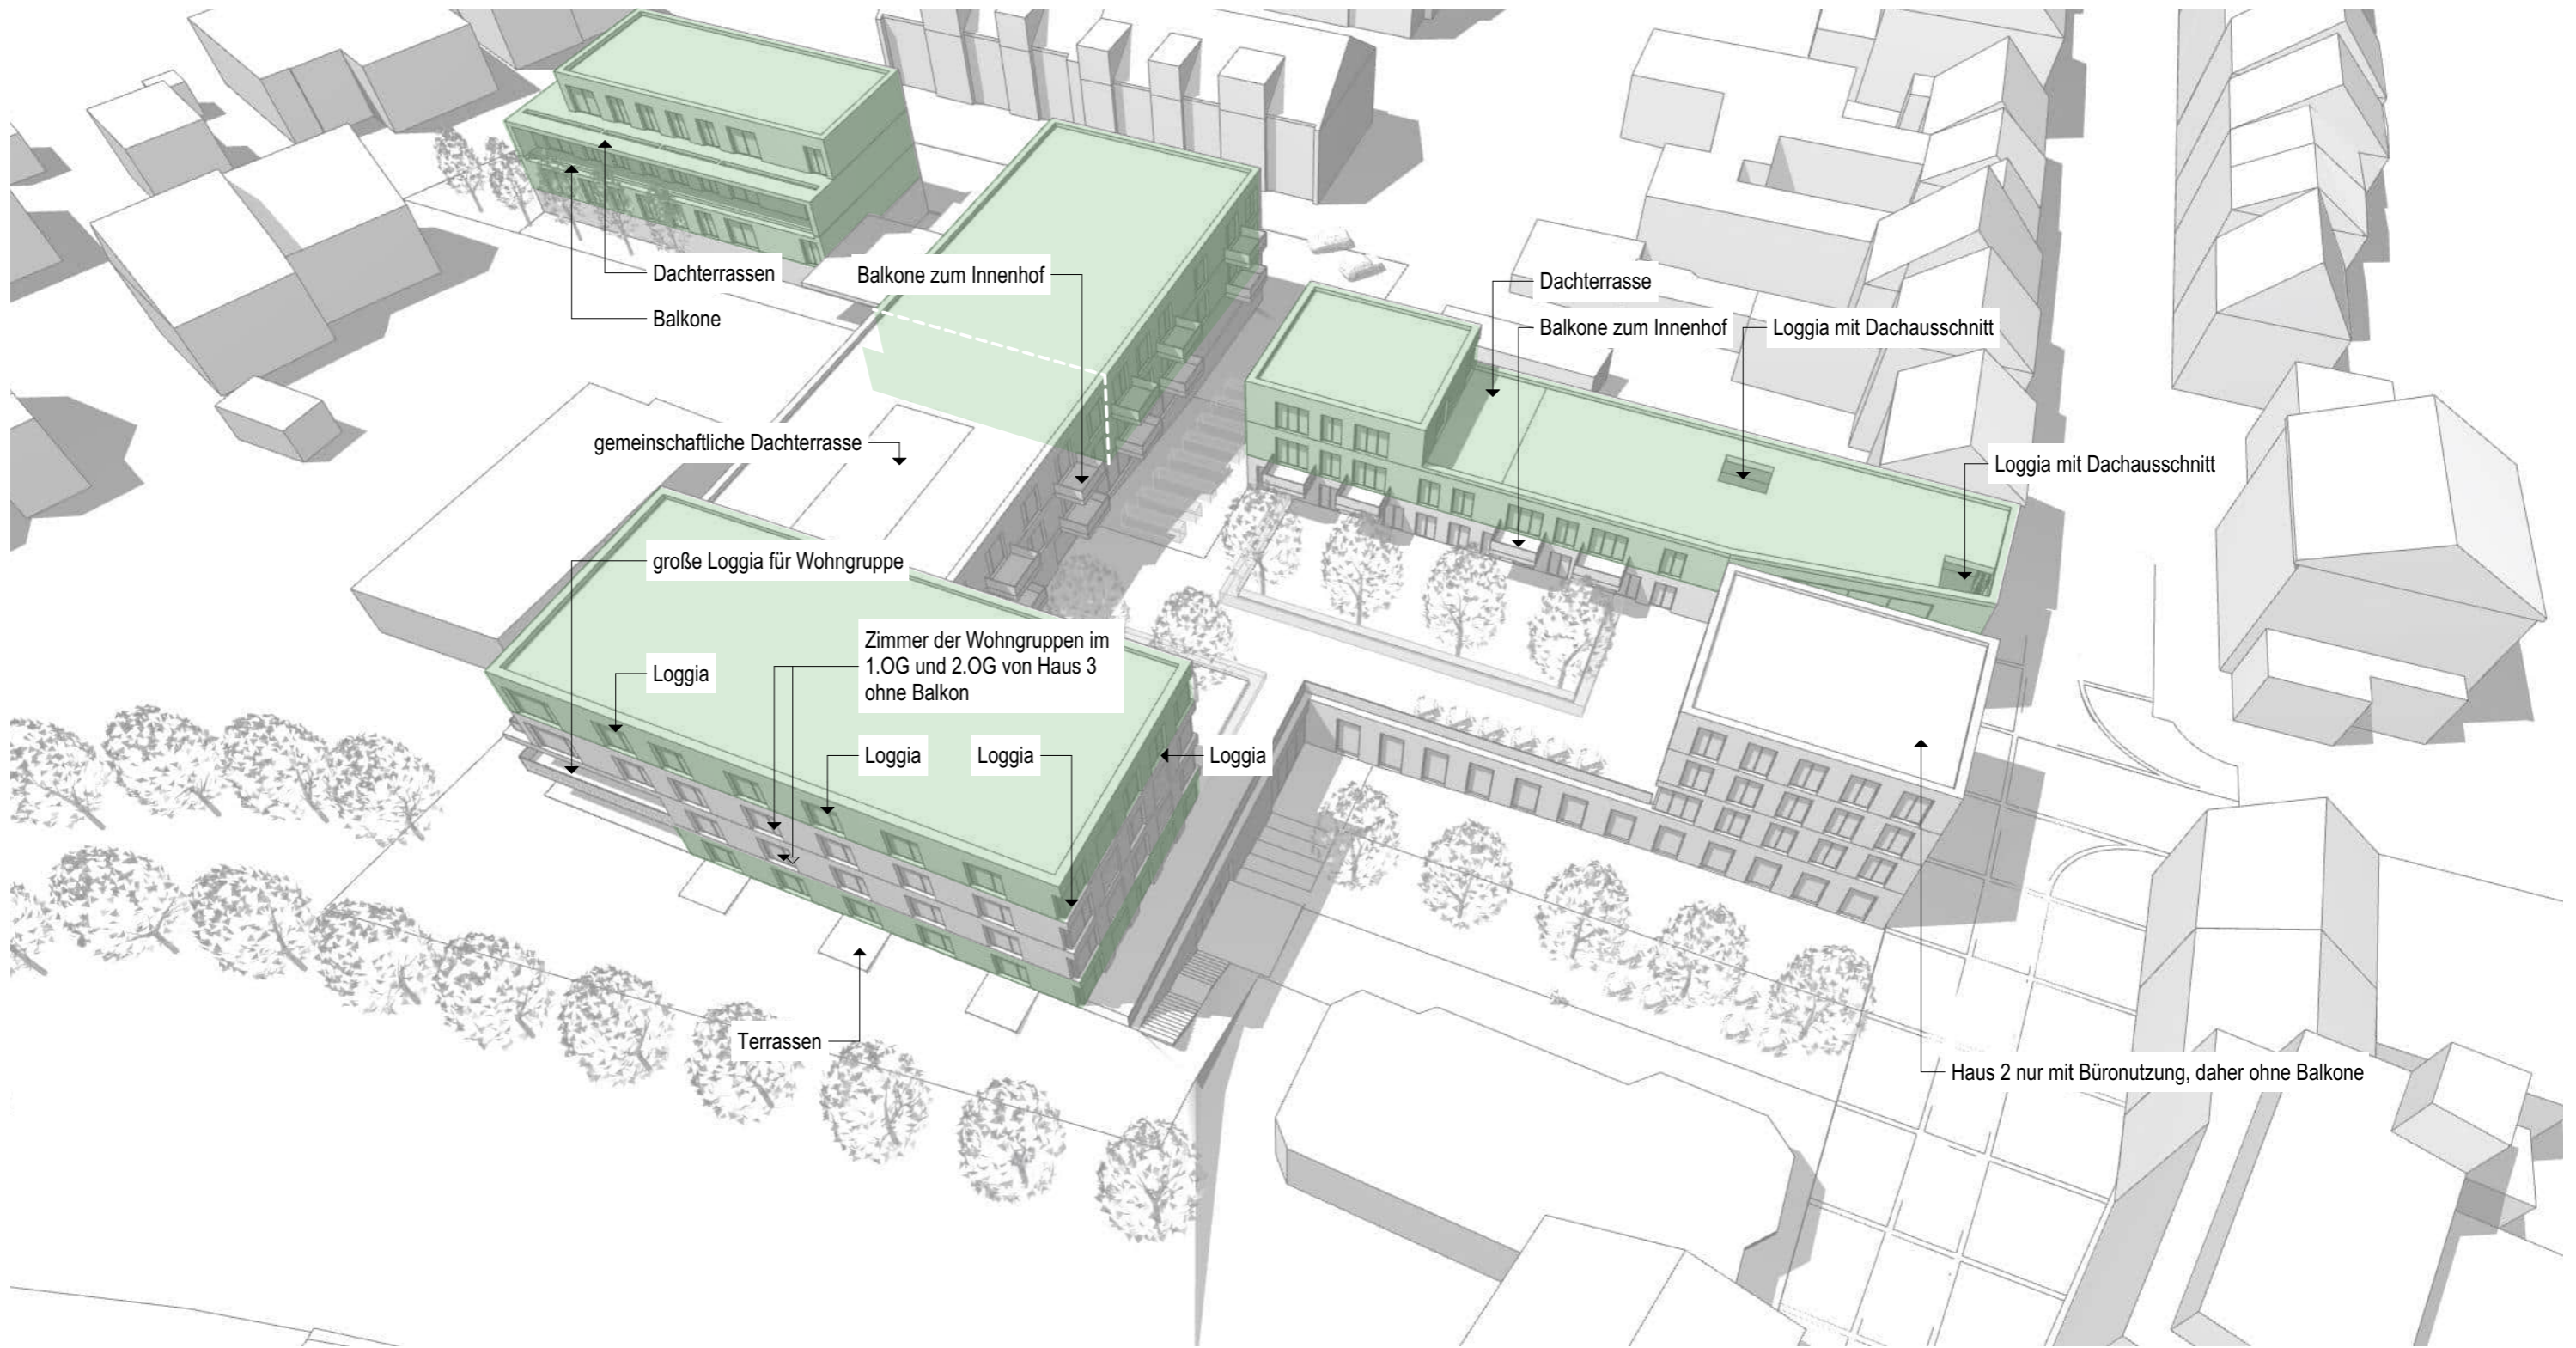 Dachterrassen
Balkone zum Innenhof
Dachterrasse
Balkone
Balkone zum Innenhof
Loggia mit Dachausschnitt
gemeinschaftliche Dachterrasse
Loggia mit Dachausschnitt
große Loggia für Wohngruppe
Zimmer der Wohngruppen im
1.OG und 2.OG von Haus 3
ohne Balkon
Loggia
Loggia
Loggia
Loggia
Terrassen
Haus 2 nur mit Büronutzung, daher ohne Balkone